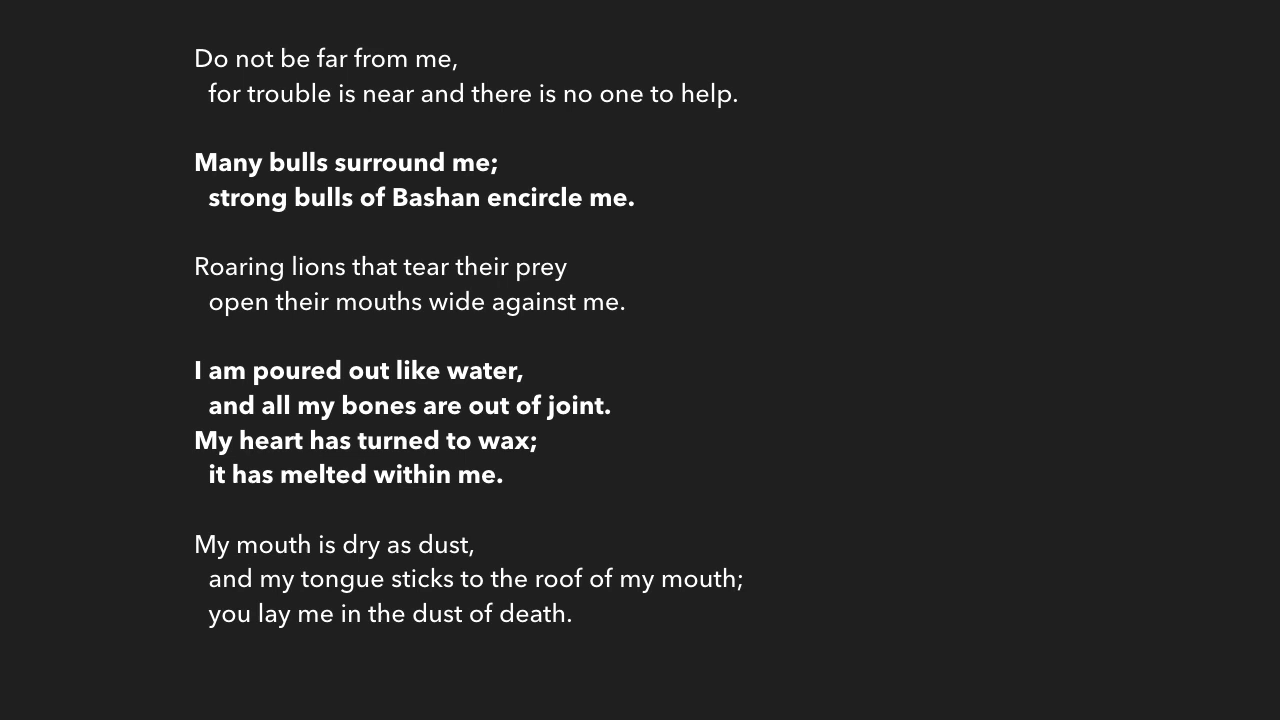 Do not be far from me,
for trouble is near and there is no one to help.
Many bulls surround me;
strong bulls of Bashan encircle me.
Roaring lions that tear their prey
open their mouths wide against me.
I am poured out like water,
and all my bones are out of joint.
My heart has turned to wax;
it has melted within me.
My mouth is dry as dust,
and my tongue sticks to the roof of my mouth;
you lay me in the dust of death.